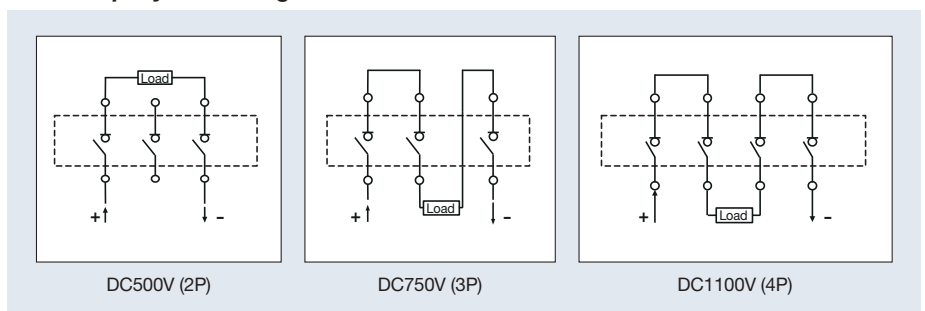 Load
+ -
DC500V (2P)
Load
+ -
DC750V (3P)
Load
+ -
DC1100V (4P)